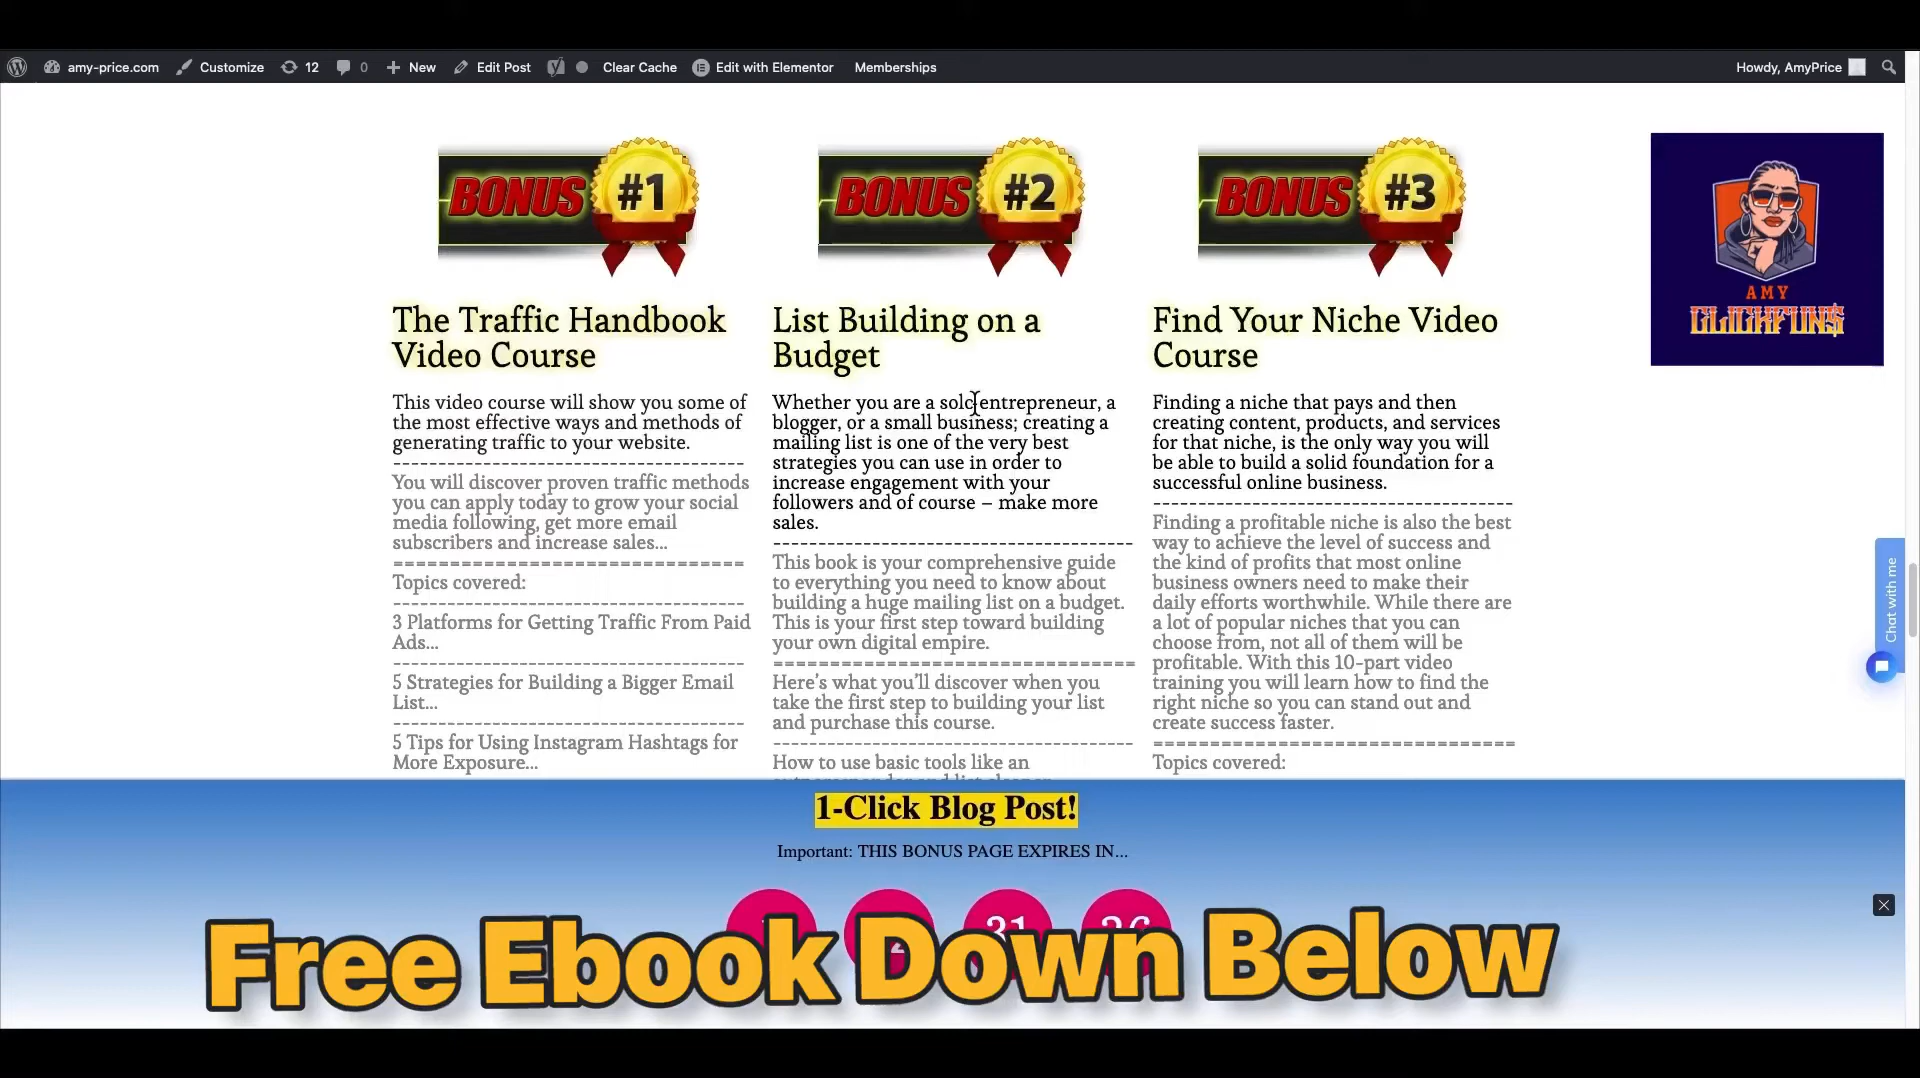 amy-price.com Customize 12 0 New Edit Post Clear Cache Edit with Elementor Memberships Howdy, AmyPrice
BONUS #1
The Traffic Handbook
Video Course
This video course will show you some of
the most effective ways and methods of
generating traffic to your website.
---------------------------------------
You will discover proven traffic methods
you can apply today to grow your social
media following, get more email
subscribers and increase sales...
==============================
Topics covered:
---------------------------------------
3 Platforms for Getting Traffic From Paid
Ads...
---------------------------------------
5 Strategies for Building a Bigger Email
List...
---------------------------------------
5 Tips for Using Instagram Hashtags for
More Exposure...
BONUS #2
List Building on a
Budget
Whether you are a solo entrepreneur, a
blogger, or a small business; creating a
mailing list is one of the very best
strategies you can use in order to
increase engagement with your
followers and of course – make more
sales.
---------------------------------------
This book is your comprehensive guide
to everything you need to know about
building a huge mailing list on a budget.
This is your first step toward building
your own digital empire.
===============================
Here's what you'll discover when you
take the first step to building your list
and purchase this course.
---------------------------------------
How to use basic tools like an
BONUS #3
Find Your Niche Video
Course
Finding a niche that pays and then
creating content, products, and services
for that niche, is the only way you will
be able to build a solid foundation for a
successful online business.
---------------------------------------
Finding a profitable niche is also the best
way to achieve the level of success and
the kind of profits that most online
business owners need to make their
daily efforts worthwhile. While there are
a lot of popular niches that you can
choose from, not all of them will be
profitable. With this 10-part video
training you will learn how to find the
right niche so you can stand out and
create success faster.
===============================
Topics covered:
AMY
CLICKFUN$
Chat with me
1-Click Blog Post!
Important: THIS BONUS PAGE EXPIRES IN...
31
Free Ebook Down Below